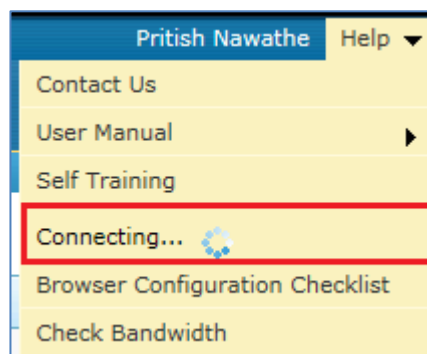 Pritish Nawathe Help
Contact Us
User Manual
Self Training
Connecting...
Browser Configuration Checklist
Check Bandwidth